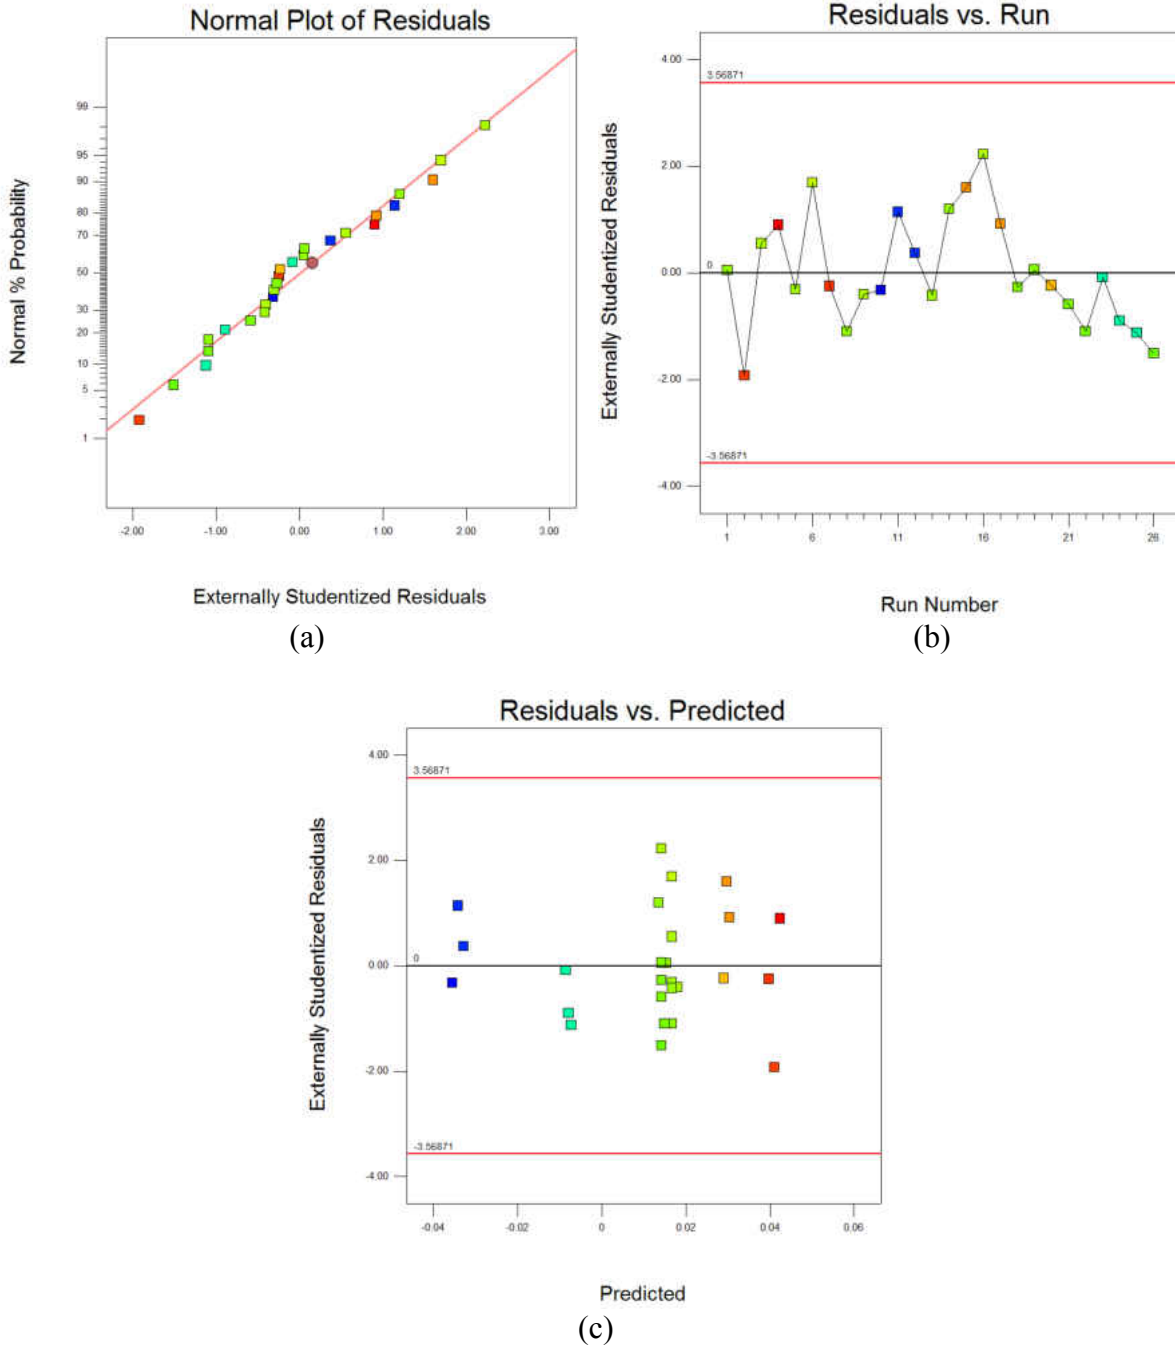 Normal Plot of Residuals
Normal % Probability
99
95
90
80
70
50
30
20
10
5
1
-2.00 -1.00 0.00 1.00 2.00 3.00
Externally Studentized Residuals
(a)
Residuals vs. Run
Externally Studentized Residuals
4.00
3.56871
2.00
0.00
0
-2.00
-3.56871
-4.00
1 6 11 16 21 26
Run Number
(b)
Residuals vs. Predicted
Externally Studentized Residuals
4.00
3.56871
2.00
0.00
0
-2.00
-3.56871
-4.00
-0.04 -0.02 0 0.02 0.04 0.06
Predicted
(c)